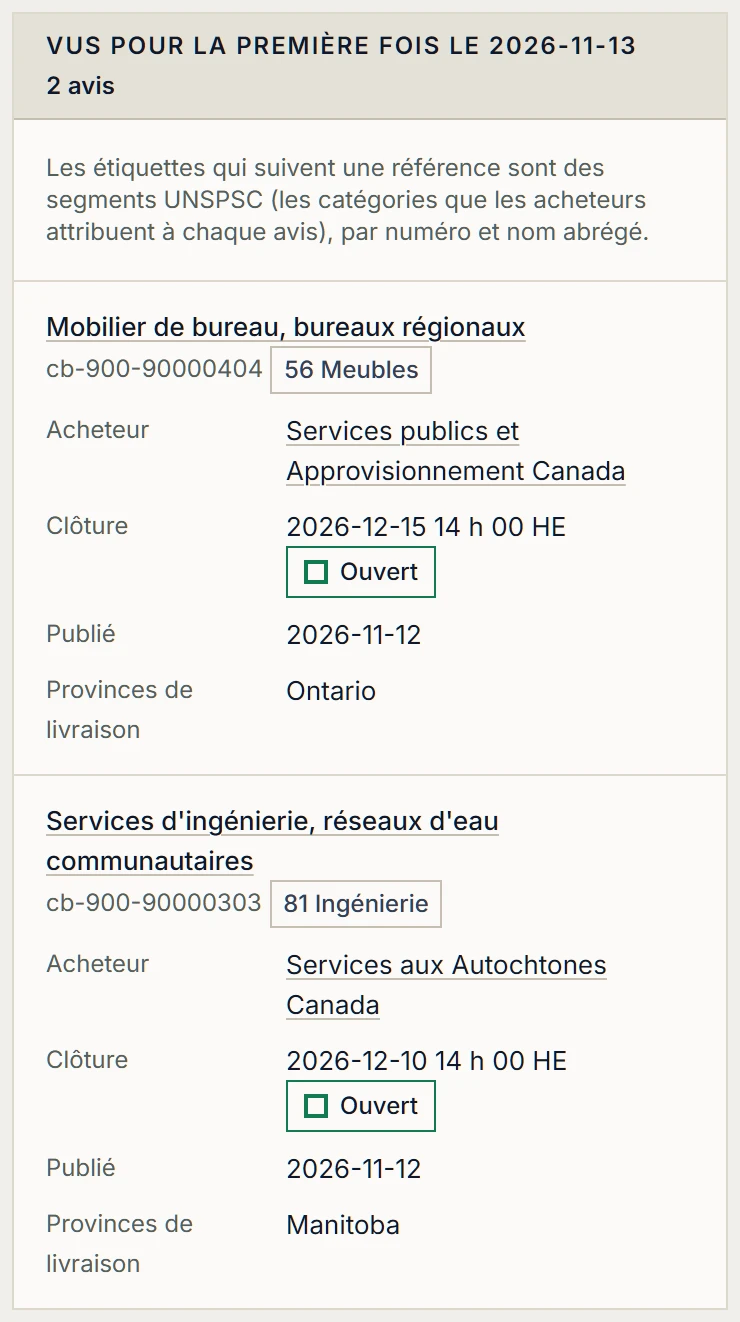 VUS POUR LA PREMIÈRE FOIS LE 2026-11-13
2 avis
Les étiquettes qui suivent une référence sont des
segments UNSPSC (les catégories que les acheteurs
attribuent à chaque avis), par numéro et nom abrégé.
Mobilier de bureau, bureaux régionaux
cb-900-90000404 56 Meubles
Acheteur Services publics et
Approvisionnement Canada
Clôture 2026-12-15 14 h 00 HE
Ouvert
Publié 2026-11-12
Provinces de Ontario
livraison
Services d'ingénierie, réseaux d'eau
communautaires
cb-900-90000303 81 Ingénierie
Acheteur Services aux Autochtones
Canada
Clôture 2026-12-10 14 h 00 HE
Ouvert
Publié 2026-11-12
Provinces de Manitoba
livraison